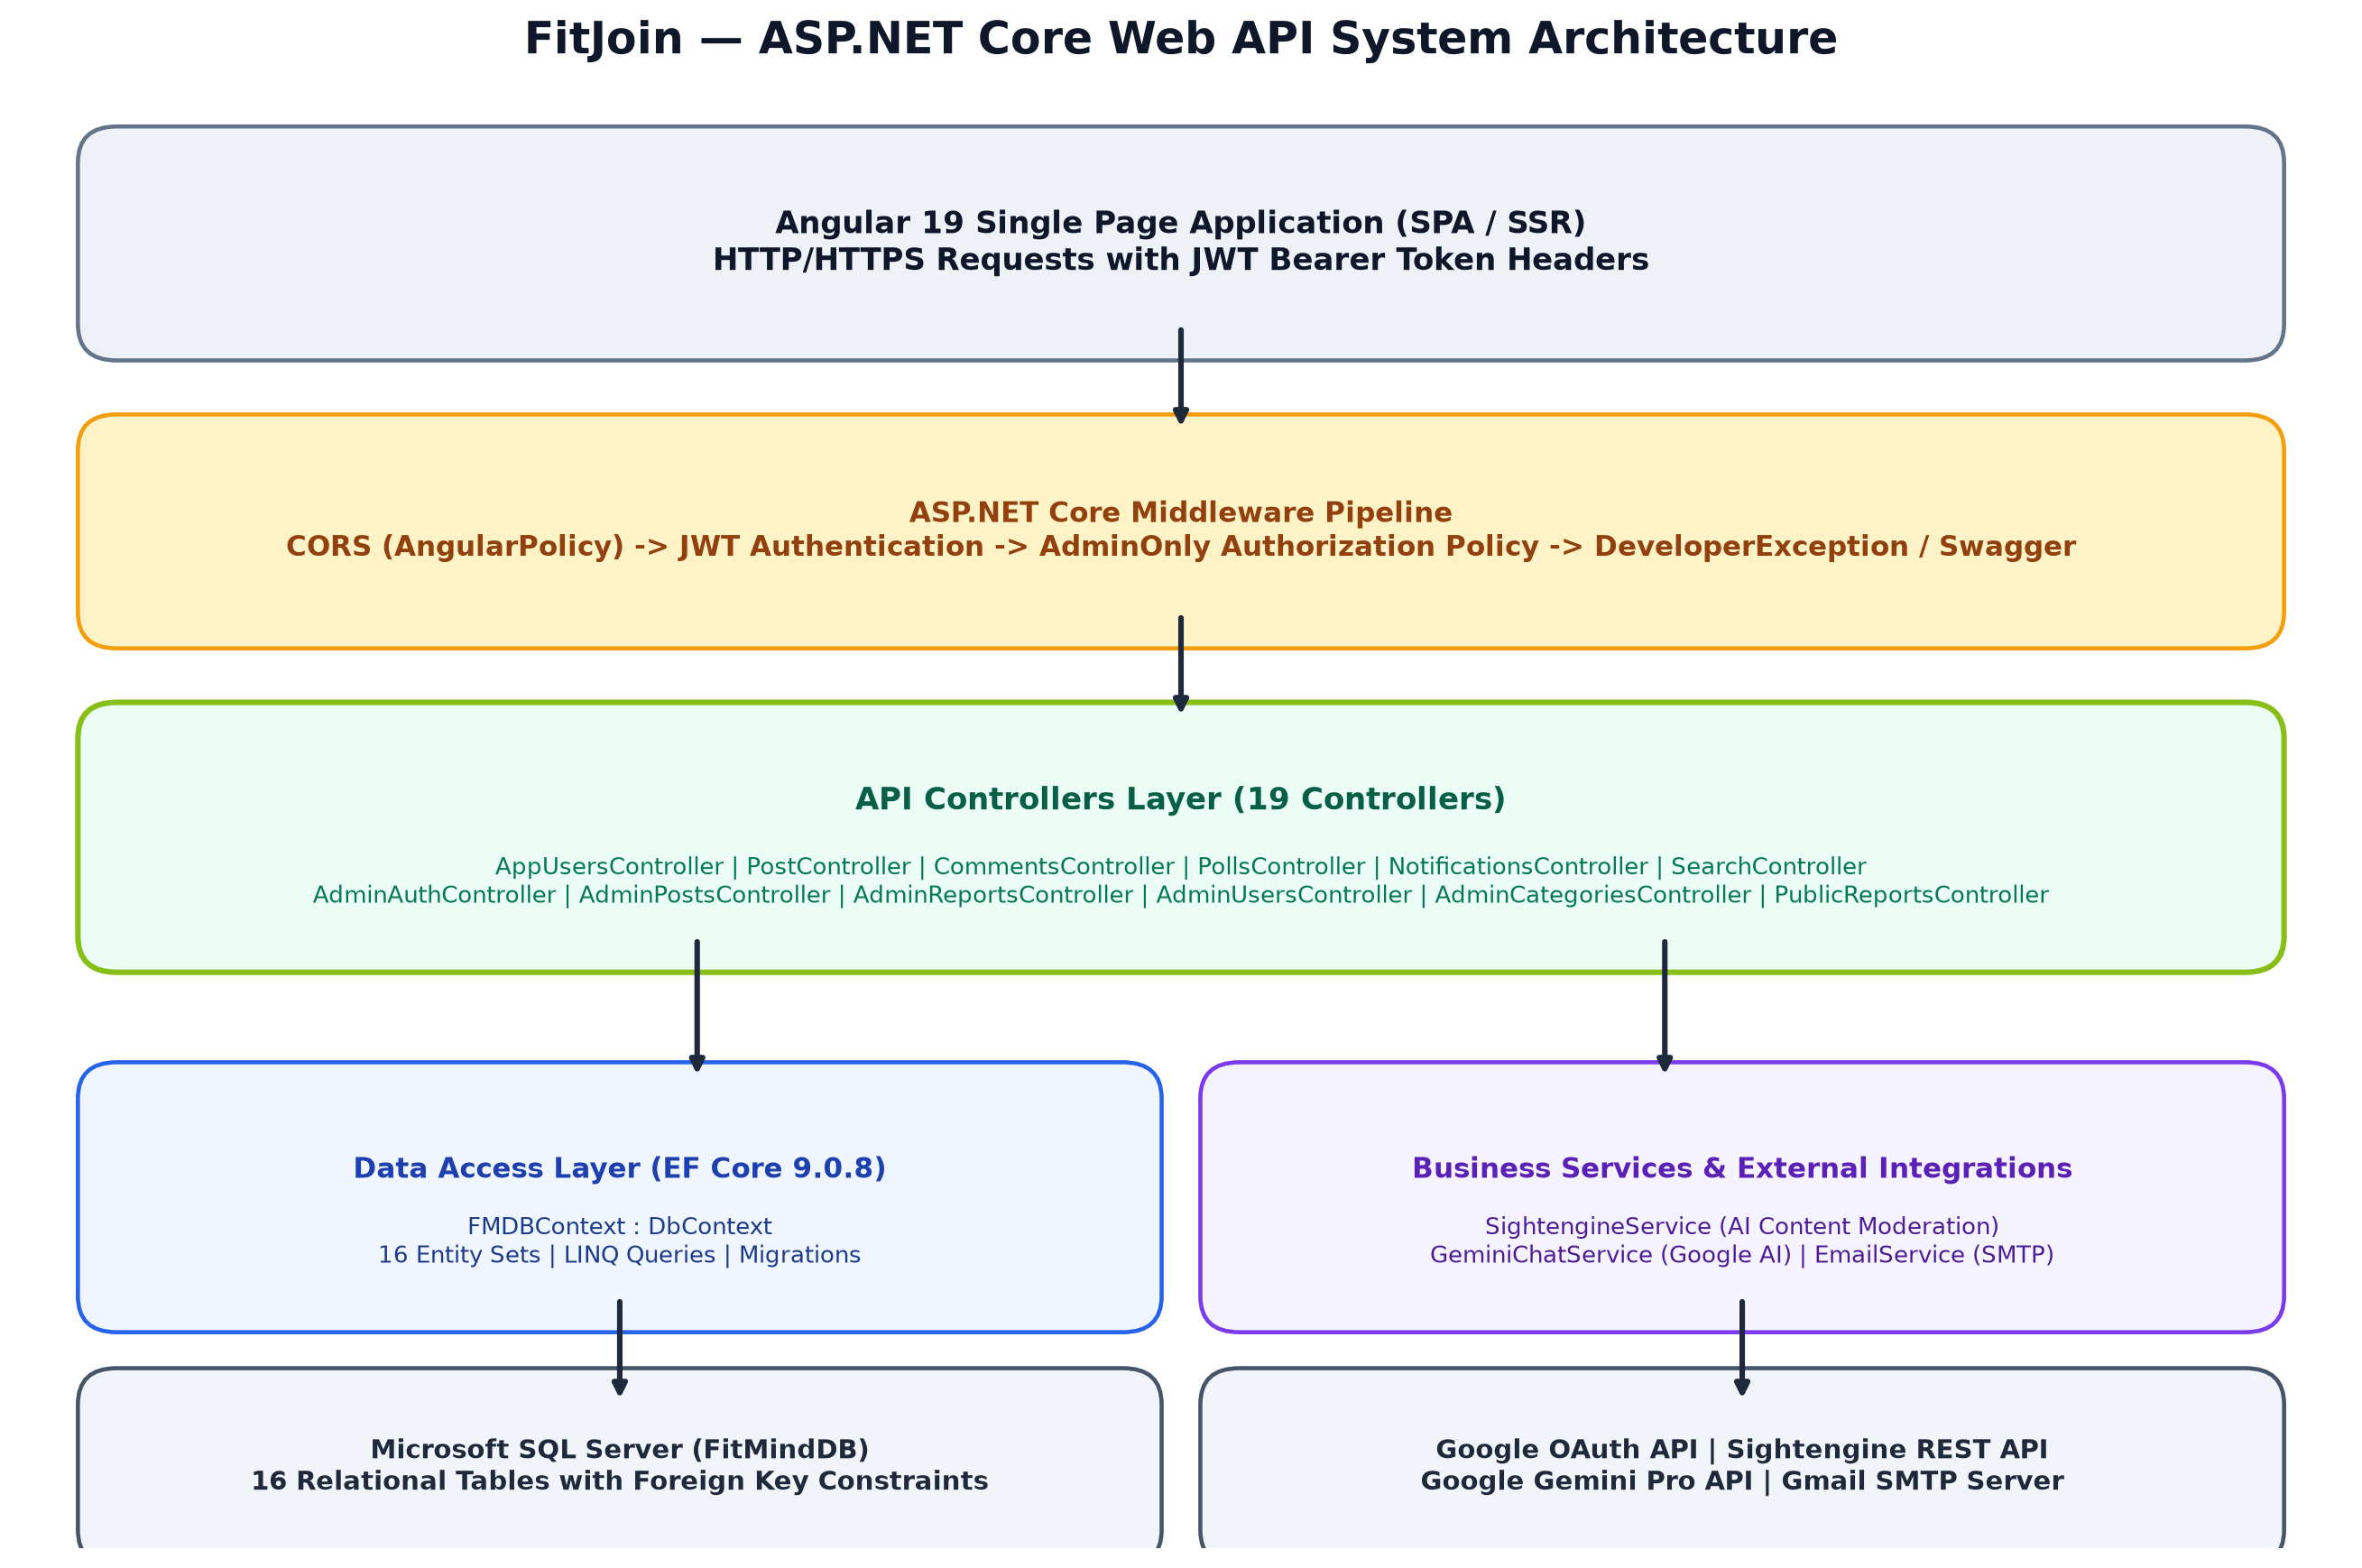 FitJoin — ASP.NET Core Web API System Architecture
Angular 19 Single Page Application (SPA / SSR)
HTTP/HTTPS Requests with JWT Bearer Token Headers
ASP.NET Core Middleware Pipeline
CORS (AngularPolicy) -> JWT Authentication -> AdminOnly Authorization Policy -> DeveloperException / Swagger
API Controllers Layer (19 Controllers)
AppUsersController | PostController | CommentsController | PollsController | NotificationsController | SearchController
AdminAuthController | AdminPostsController | AdminReportsController | AdminUsersController | AdminCategoriesController | PublicReportsController
Data Access Layer (EF Core 9.0.8)
FMDBContext : DbContext
16 Entity Sets | LINQ Queries | Migrations
Business Services & External Integrations
SightengineService (AI Content Moderation)
GeminiChatService (Google AI) | EmailService (SMTP)
Microsoft SQL Server (FitMindDB)
16 Relational Tables with Foreign Key Constraints
Google OAuth API | Sightengine REST API
Google Gemini Pro API | Gmail SMTP Server